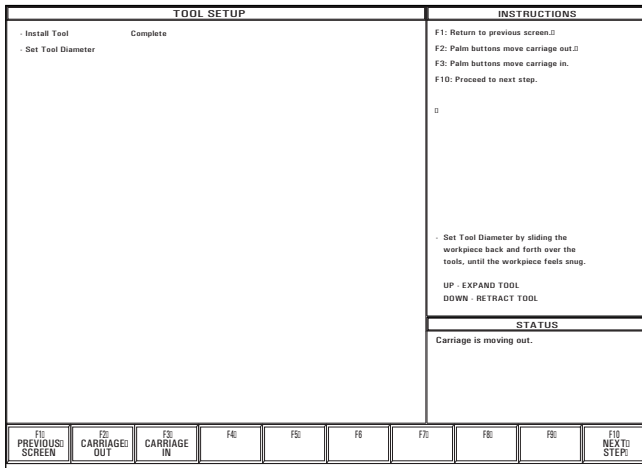 TOOL SETUP
- Install Tool Complete
- Set Tool Diameter
INSTRUCTIONS
F1: Return to previous screen.
F2: Palm buttons move carriage out.
F3: Palm buttons move carriage in.
F10: Proceed to next step.
- Set Tool Diameter by sliding the
workpiece back and forth over the
tools, until the workpiece feels snug.
UP - EXPAND TOOL
DOWN - RETRACT TOOL
STATUS
Carriage is moving out.
F1
PREVIOUS
SCREEN
F2
CARRIAGE
OUT
F3
CARRIAGE
IN
F4
F5
F6
F7
F8
F9
F10
NEXT
STEP